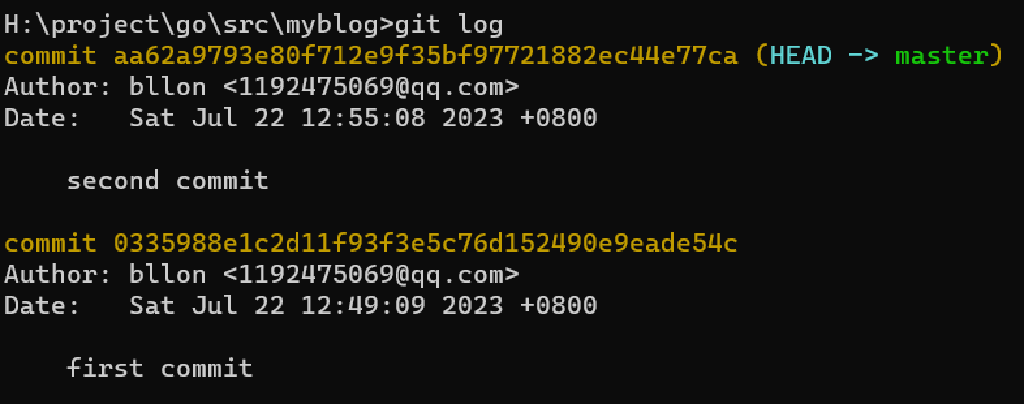 H:\project\go\src\myblog>git log
commit aa62a9793e80f712e9f35bf97721882ec44e77ca (HEAD -> master)
Author: bllon <1192475069@qq.com>
Date:   Sat Jul 22 12:55:08 2023 +0800
    second commit
commit 0335988e1c2d11f93f3e5c76d152490e9eade54c
Author: bllon <1192475069@qq.com>
Date:   Sat Jul 22 12:49:09 2023 +0800
    first commit